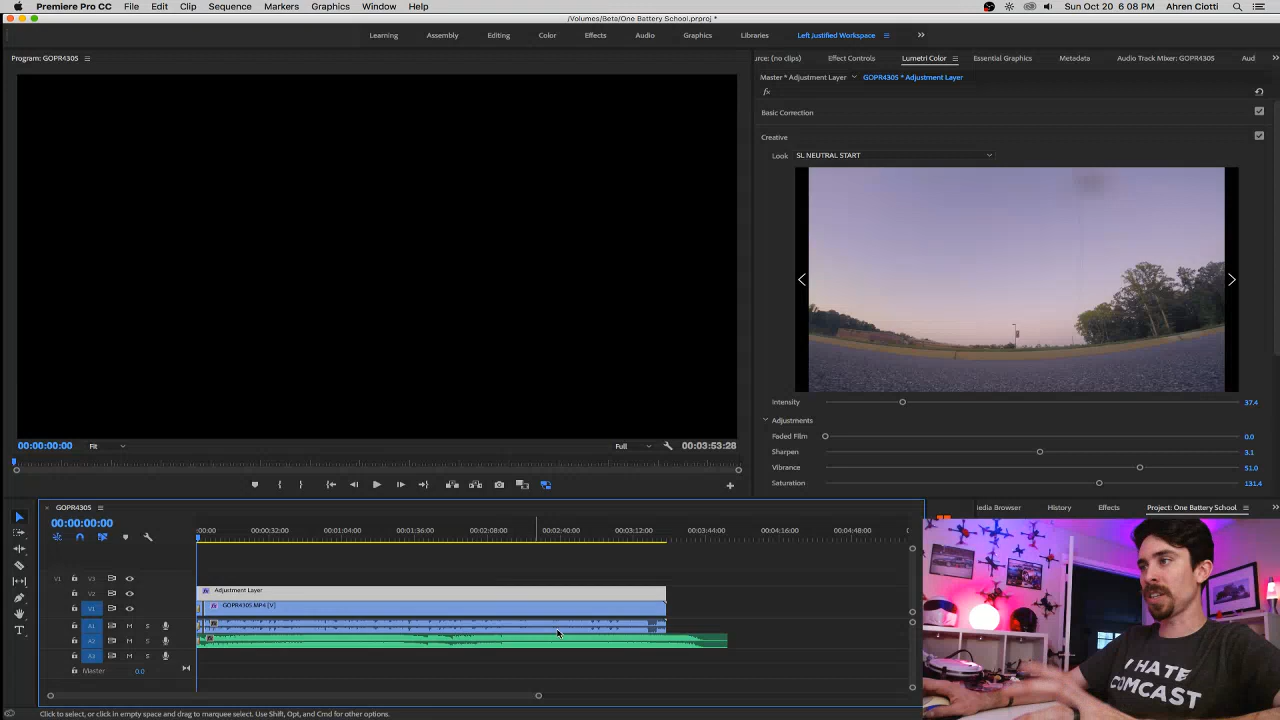 Premiere Pro CC File Edit Clip Sequence Markers Graphics Window Help Sun Oct 20 6:08 PM Ahren Ciotti
/Volumes/Beta/One Battery School.prproj *
Learning Assembly Editing Color Effects Audio Graphics Libraries Left Justified Workspace
Program: GOPR4305 urce: (no clips) Effect Controls Lumetri Color Essential Graphics Metadata Audio Track Mixer: GOPR4305 Aud
Master * Adjustment Layer GOPR4305 * Adjustment Layer
fx
Basic Correction
Creative
Look SL NEUTRAL START
Intensity 37.4
Adjustments
Faded Film 0.0
Sharpen 3.1
Vibrance 51.0
Saturation 131.4
00:00:00:00 Fit Full 00:03:53:28
GOPR4305 edia Browser History Effects Project: One Battery School
00:00:00:00
:00:00 00:00:32:00 00:01:04:00 00:01:36:00 00:02:08:00 00:02:40:00 00:03:12:00 00:03:44:00 00:04:16:00 00:04:48:00 0
V1 V3
V2 fx Adjustment Layer
V1 fx GOPR4305.MP4 [V]
A1 M S
A2 M S
A3 M S
Master 0.0
I HATE
COMCAST
Click to select, or click in empty space and drag to marquee select. Use Shift, Opt, and Cmd for other options.